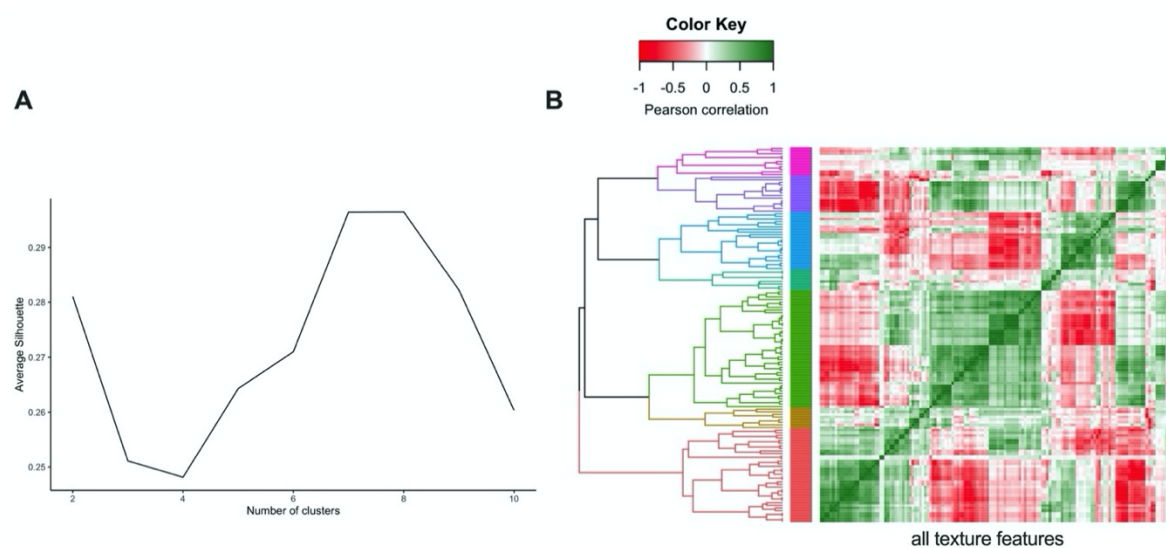 Color Key
-1 -0.5 0 0.5 1
Pearson correlation
A
B
0.29
0.28
0.27
0.26
0.25
Average Silhouette
2 4 6 8 10
Number of clusters
all texture features